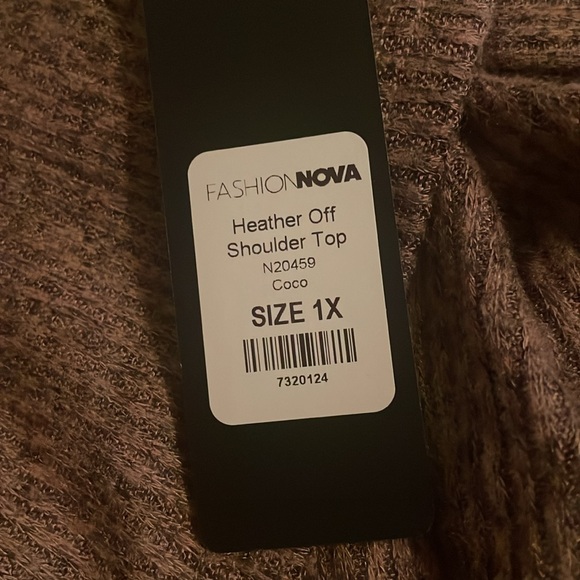 FASHIONNOVA
Heather Off
Shoulder Top
N20459
Coco
SIZE 1X
7320124